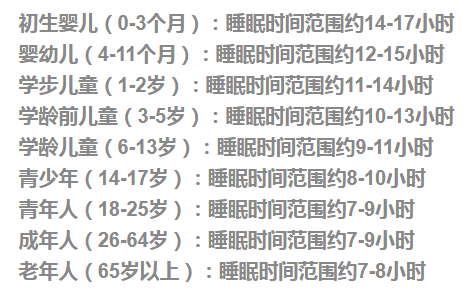 初生婴儿（0-3个月）：睡眠时间范围约14-17小时
婴幼儿（4-11个月）：睡眠时间范围约12-15小时
学步儿童（1-2岁）：睡眠时间范围约11-14小时
学龄前儿童（3-5岁）：睡眠时间范围约10-13小时
学龄儿童（6-13岁）：睡眠时间范围约9-11小时
青少年（14-17岁）：睡眠时间范围约8-10小时
青年人（18-25岁）：睡眠时间范围约7-9小时
成年人（26-64岁）：睡眠时间范围约7-9小时
老年人（65岁以上）：睡眠时间范围约7-8小时